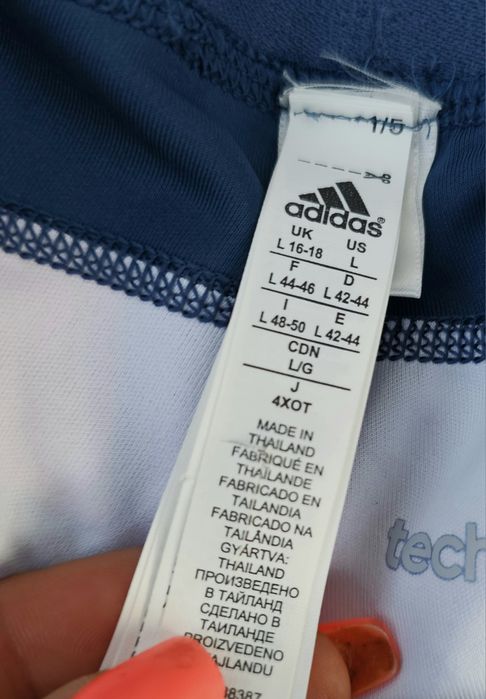 1/5
adidas®
UK US
L 16-18 L
F D
L 44-46 L 42-44
I E
L 48-50 L 42-44
CDN
L/G
J
4XOT
MADE IN
THAILAND
FABRIQUÉ EN
THAÏLANDE
FABRICADO EN
TAILANDIA
FABRICADO NA
TAILÂNDIA
GYÁRTVA:
THAILAND
ПРОИЗВЕДЕНО
В ТАЙЛАНД
СДЕЛАНО В
ТАИЛАНДЕ
PROIZVEDENO
TAJLANDU
38387
tech